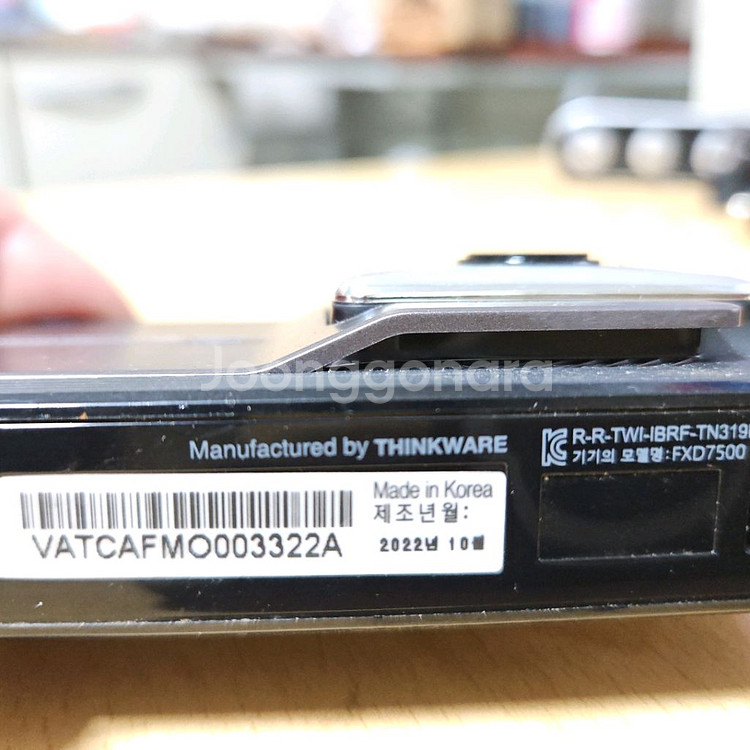 Joonggonara
Manufactured by THINKWARE
R-R-TWI-IBRF-TN319
기기의 모델명:FXD7500
Made in Korea
제조년월:
VATCAFMO003322A
2022년 10월